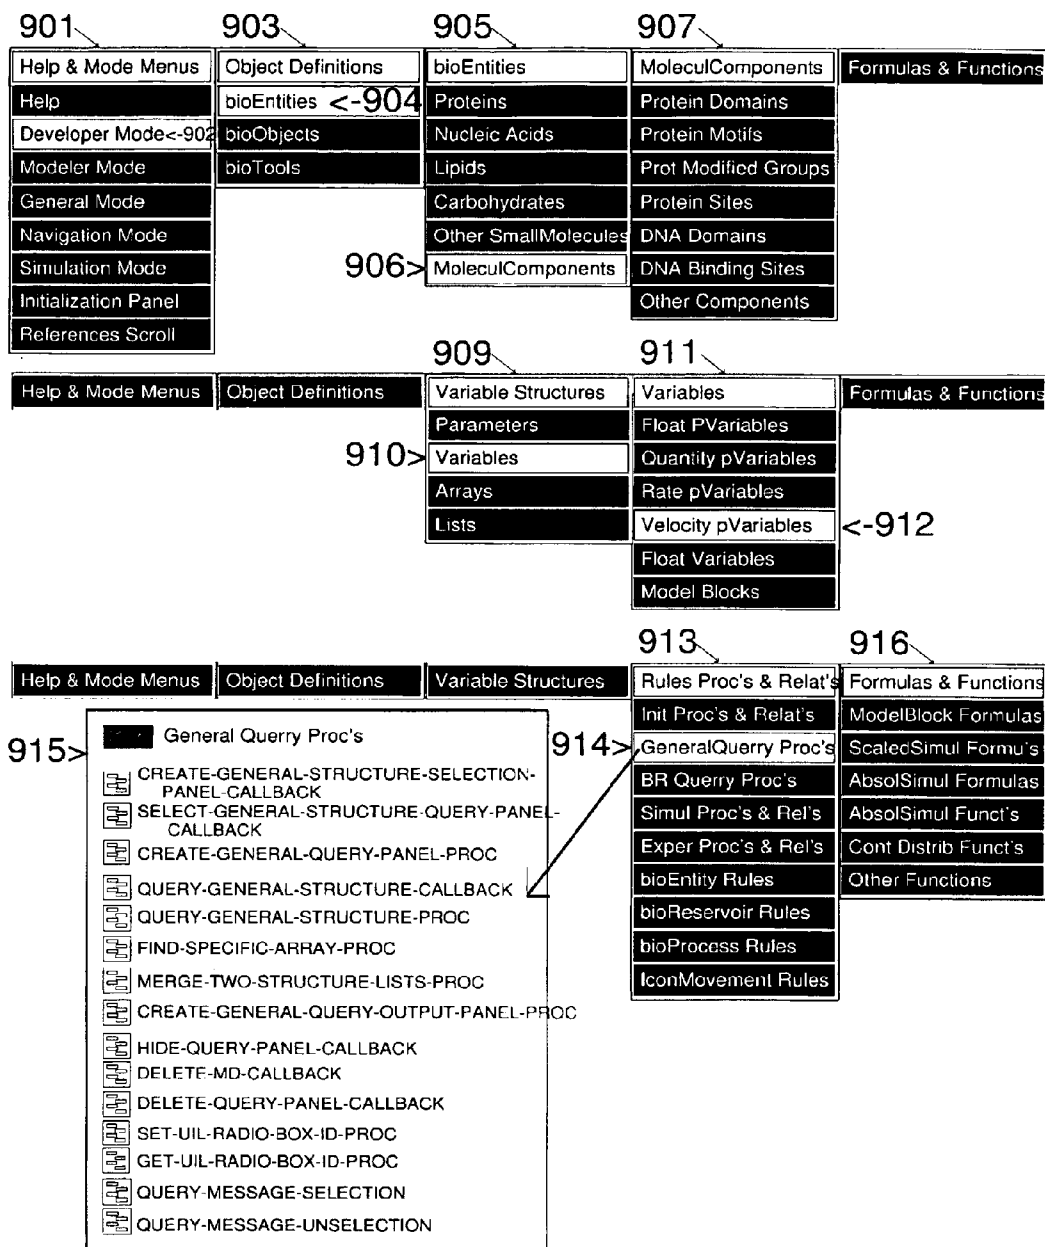 901 903 905 907
Help & Mode Menus Object Definitions bioEntities MoleculComponents Formulas & Functions
Help bioEntities <-904 Proteins Protein Domains
Developer Mode<-902 bioObjects Nucleic Acids Protein Motifs
Modeler Mode bioTools Lipids Prot Modified Groups
General Mode Carbohydrates Protein Sites
Navigation Mode Other SmallMolecules DNA Domains
Simulation Mode 906> MoleculComponents DNA Binding Sites
Initialization Panel Other Components
References Scroll
909 911
Help & Mode Menus Object Definitions Variable Structures Variables Formulas & Functions
Parameters Float PVariables
910> Variables Quantity pVariables
Arrays Rate pVariables
Lists Velocity pVariables <-912
Float Variables
Model Blocks
913 916
Help & Mode Menus Object Definitions Variable Structures Rules Proc's & Relat's Formulas & Functions
Init Proc's & Relat's ModelBlock Formulas
914> GeneralQuerry Proc's ScaledSimul Formu's
BR Querry Proc's AbsolSimul Formulas
Simul Proc's & Rel's AbsolSimul Funct's
Exper Proc's & Rel's Cont Distrib Funct's
bioEntity Rules Other Functions
bioReservoir Rules
bioProcess Rules
IconMovement Rules
915> General Querry Proc's
CREATE-GENERAL-STRUCTURE-SELECTION-
PANEL-CALLBACK
SELECT-GENERAL-STRUCTURE-QUERY-PANEL-
CALLBACK
CREATE-GENERAL-QUERY-PANEL-PROC
QUERY-GENERAL-STRUCTURE-CALLBACK
QUERY-GENERAL-STRUCTURE-PROC
FIND-SPECIFIC-ARRAY-PROC
MERGE-TWO-STRUCTURE-LISTS-PROC
CREATE-GENERAL-QUERY-OUTPUT-PANEL-PROC
HIDE-QUERY-PANEL-CALLBACK
DELETE-MD-CALLBACK
DELETE-QUERY-PANEL-CALLBACK
SET-UIL-RADIO-BOX-ID-PROC
GET-UIL-RADIO-BOX-ID-PROC
QUERY-MESSAGE-SELECTION
QUERY-MESSAGE-UNSELECTION